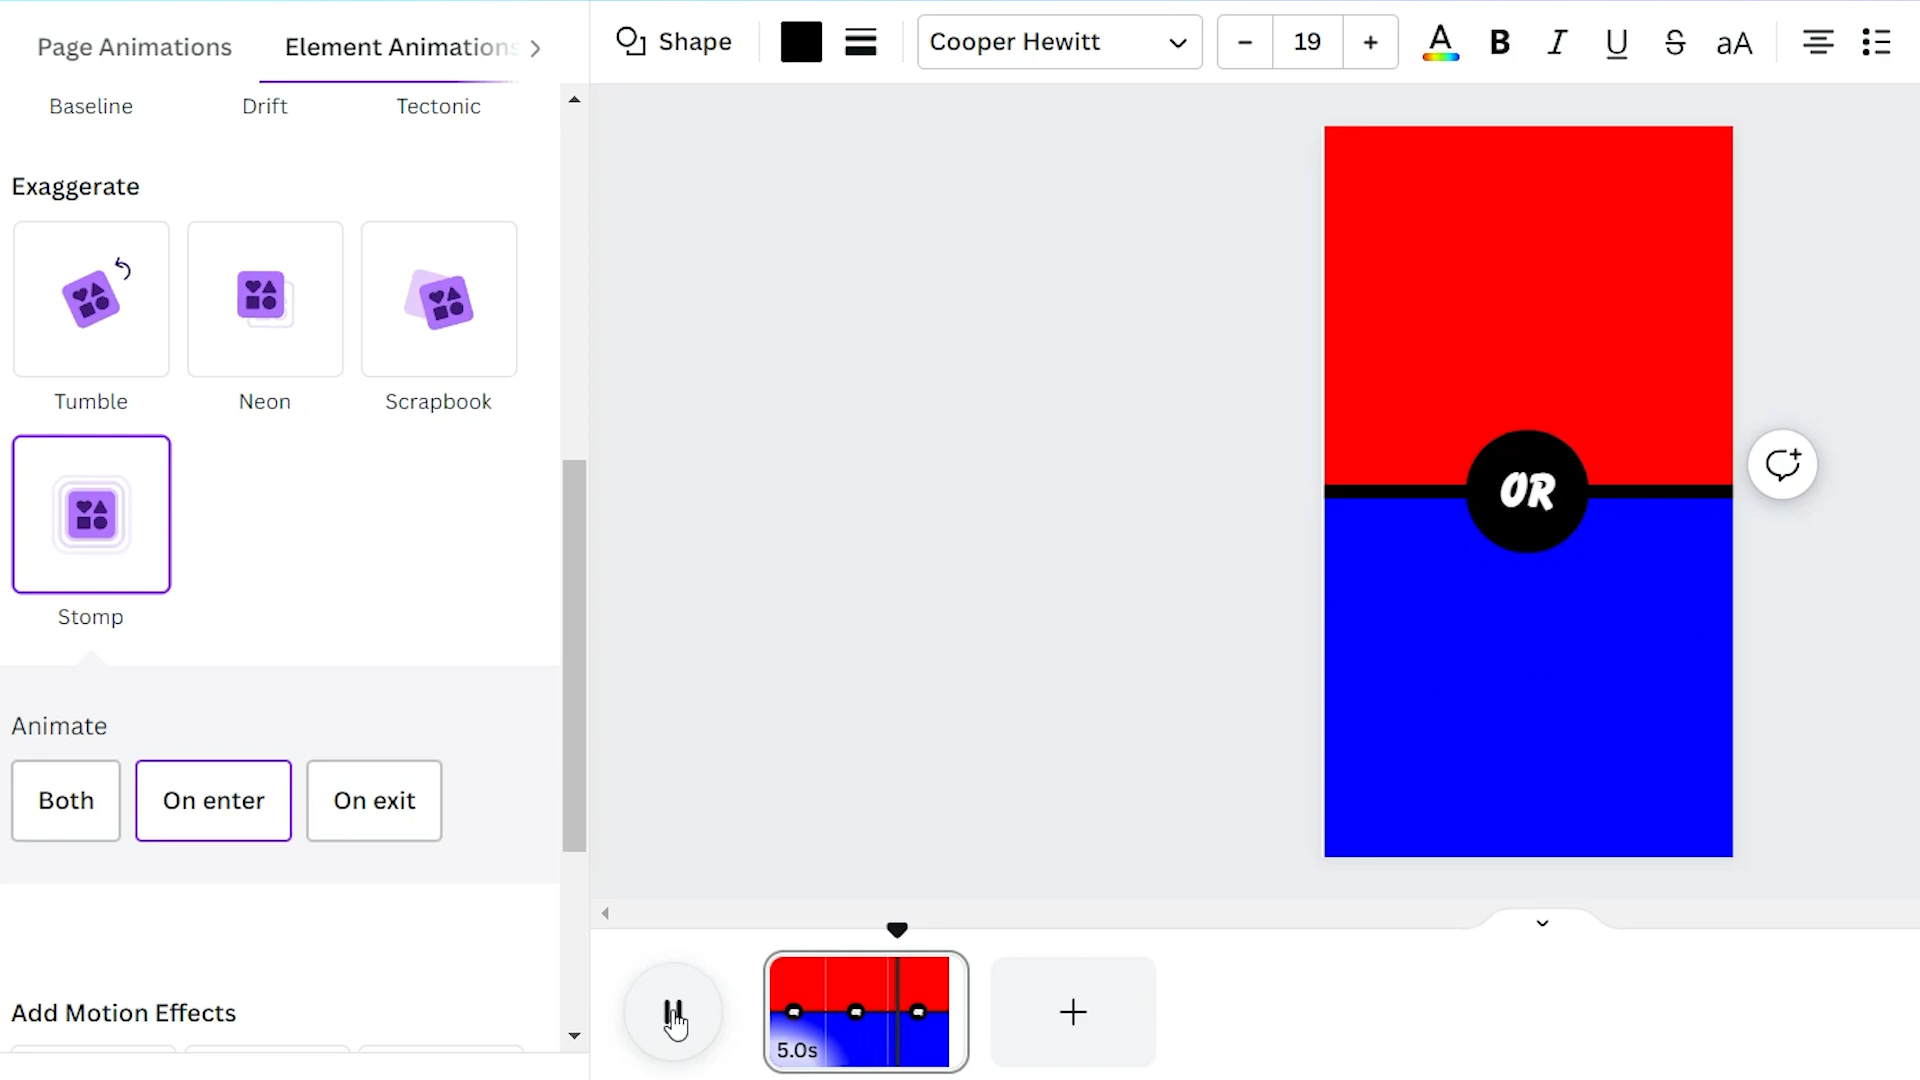 Page Animations
Element Animations
Shape
Cooper Hewitt
- 19 +
A B I U S aA
Baseline
Drift
Tectonic
Exaggerate
Tumble
Neon
Scrapbook
Stomp
Animate
Both
On enter
On exit
Add Motion Effects
OR
5.0s